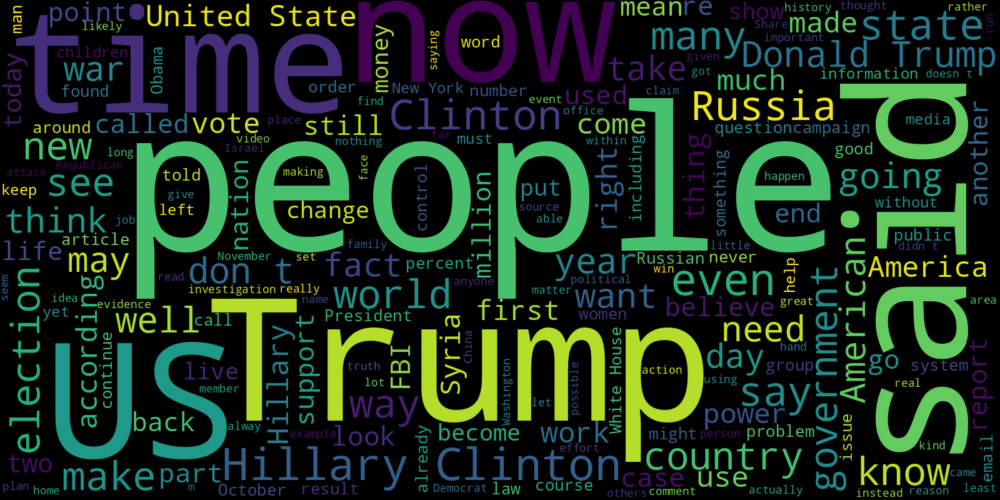 man
point
likely
United State
time
now
mean
re
show
history
thought
rather
Share
important
run
made
state
many
Donald Trump
today
war
children
found
Obama
money
saying
word
order
New York
number
find
event
office
take
much
given
got
claim
information
doesn t
around
called
vote
place
video
still
Clinton
used
come
Russia
question
campaign
media
another
new
long
Israel
nothing
far
must
within
good
said
see
attack
Republican
told
making
face
people
put
right
including
thing
something
happen
going
keep
give
left
change
control
source
able
end
without
think
job
nation
million
public
life
article
November
set
family
year
Russian
never
little
American
didn t
America
may
don t
fact
percent
seem
idea
yet
read
investigation
really
anyone
world
matter
political
want
even
win
help
believe
great
election
according
evidence
continue
well
call
name
President
first
women
need
government
area
us
Trump
Hillary
support
FBI
Syria
China
White House
day
hand
group
go
system
live
truth
lot
action
using
real
member
way
Washington
let
possible
say
report
back
alway
example
look
already
become
work
effort
might
person
power
problem
issue
kind
two
make
part
Hillary Clinton
case
use
country
know
email
came
plan
home
m
October
result
Democrat
law
course
others
comment
actually
instead
reason
least